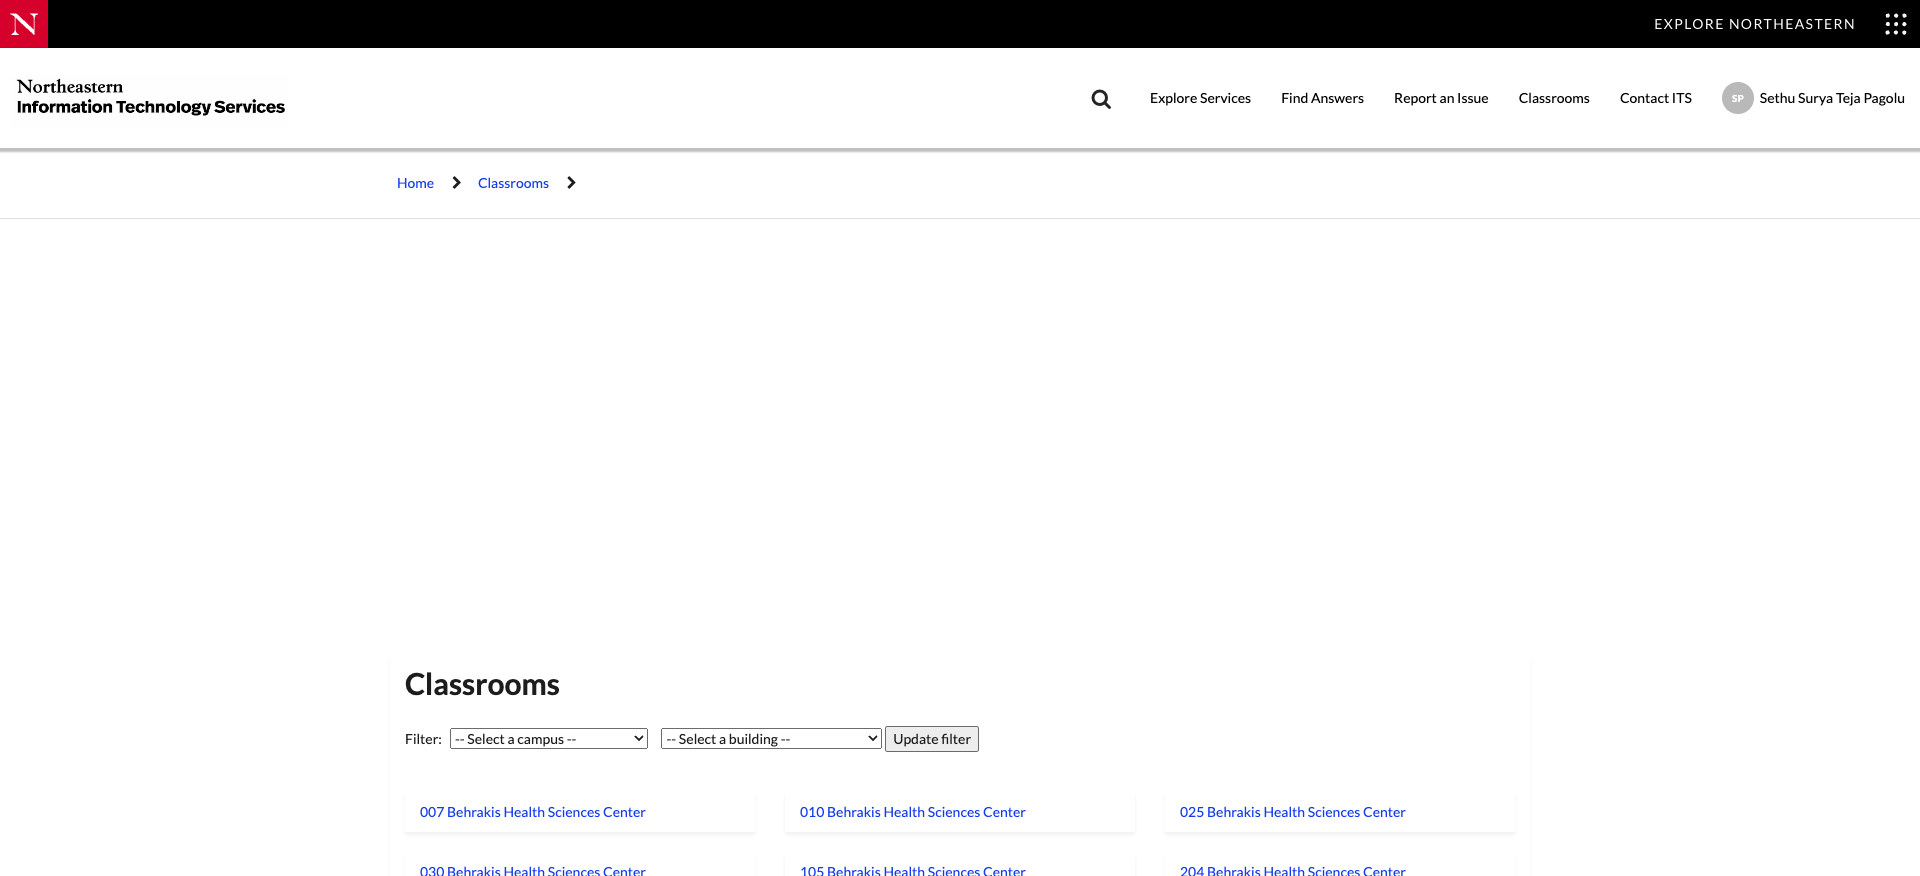 N
EXPLORE NORTHEASTERN
Northeastern
Information Technology Services
Explore Services
Find Answers
Report an Issue
Classrooms
Contact ITS
SP
Sethu Surya Teja Pagolu
Home
Classrooms
Classrooms
Filter: -- Select a campus -- -- Select a building -- Update filter
007 Behrakis Health Sciences Center
010 Behrakis Health Sciences Center
025 Behrakis Health Sciences Center
030 Behrakis Health Sciences Center
105 Behrakis Health Sciences Center
204 Behrakis Health Sciences Center